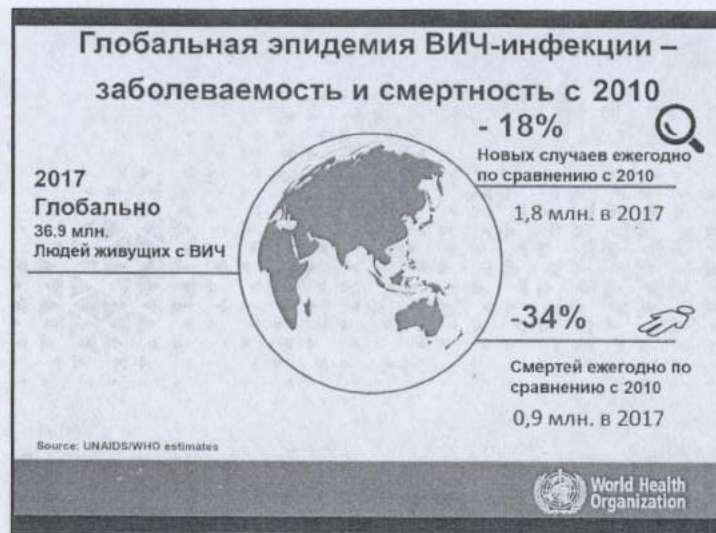 Глобальная эпидемия ВИЧ-инфекции –
заболеваемость и смертность с 2010
2017
Глобально
36.9 млн.
Людей живущих с ВИЧ
- 18%
Новых случаев ежегодно
по сравнению с 2010
1,8 млн. в 2017
-34%
Смертей ежегодно по
сравнению с 2010
0,9 млн. в 2017
Source: UNAIDS/WHO estimates
World Health
Organization